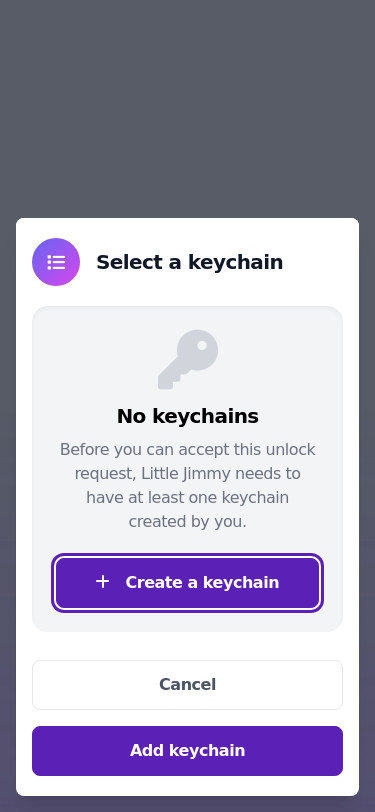 Select a keychain
No keychains
Before you can accept this unlock
request, Little Jimmy needs to
have at least one keychain
created by you.
Create a keychain
Cancel
Add keychain